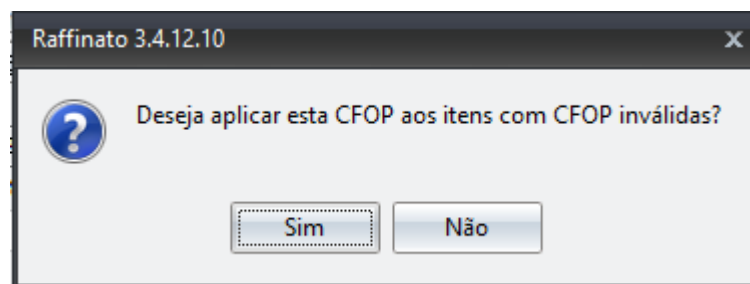 Raffinato 3.4.12.10
Deseja aplicar esta CFOP aos itens com CFOP inválidas?
Sim
Não